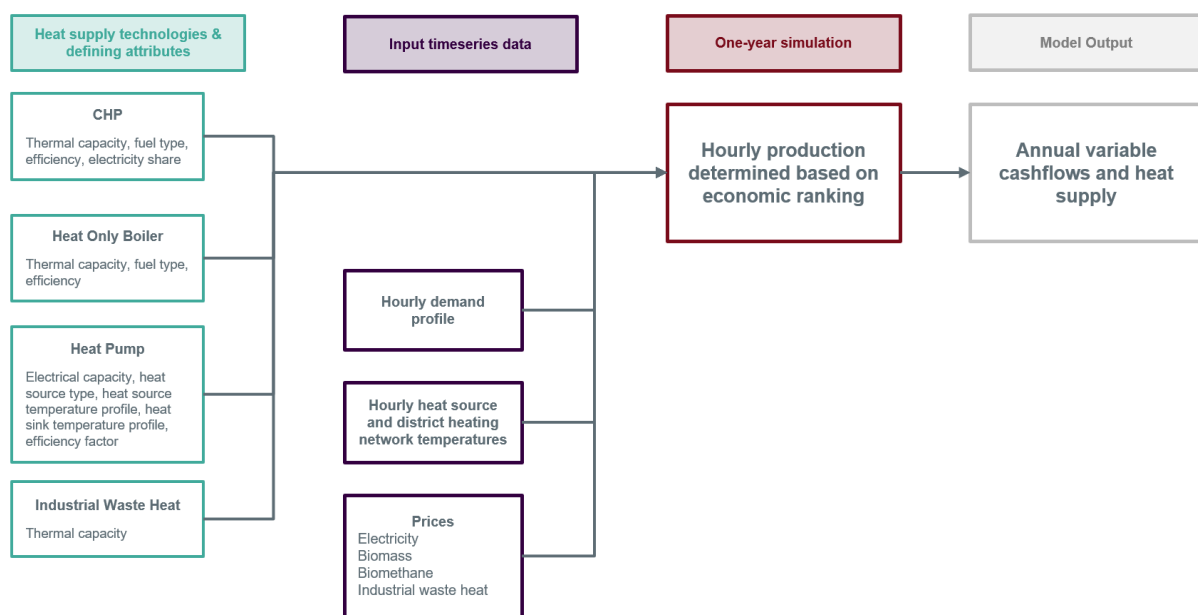 Heat supply technologies &
defining attributes
Input timeseries data
One-year simulation
Model Output
CHP
Thermal capacity, fuel type,
efficiency, electricity share
Heat Only Boiler
Thermal capacity, fuel type,
efficiency
Heat Pump
Electrical capacity, heat
source type, heat source
temperature profile, heat
sink temperature profile,
efficiency factor
Industrial Waste Heat
Thermal capacity
Hourly demand
profile
Hourly heat source
and district heating
network temperatures
Prices
Electricity
Biomass
Biomethane
Industrial waste heat
Hourly production
determined based on
economic ranking
Annual variable
cashflows and heat
supply